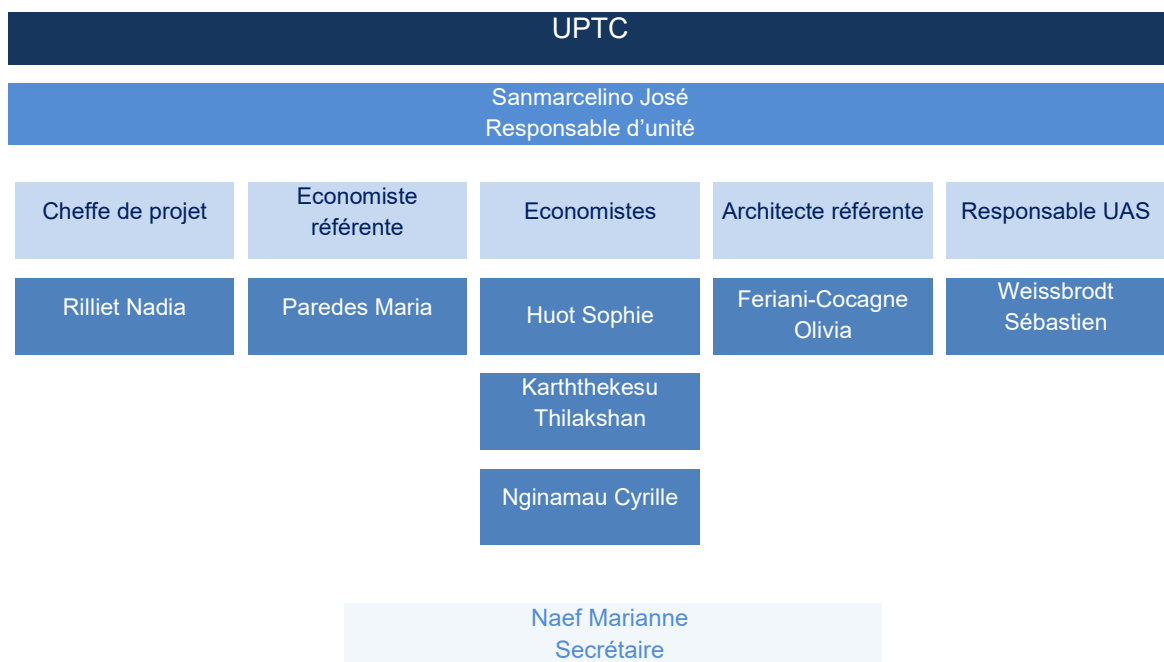 UPTC
Sanmarcelino José
Responsable d’unité
Cheffe de projet
Economiste
référente
Economistes
Architecte référente
Responsable UAS
Rilliet Nadia
Paredes Maria
Huot Sophie
Feriani-Cocagne
Olivia
Weissbrodt
Sébastien
Karththekesu
Thilakshan
Nginamau Cyrille
Naef Marianne
Secrétaire